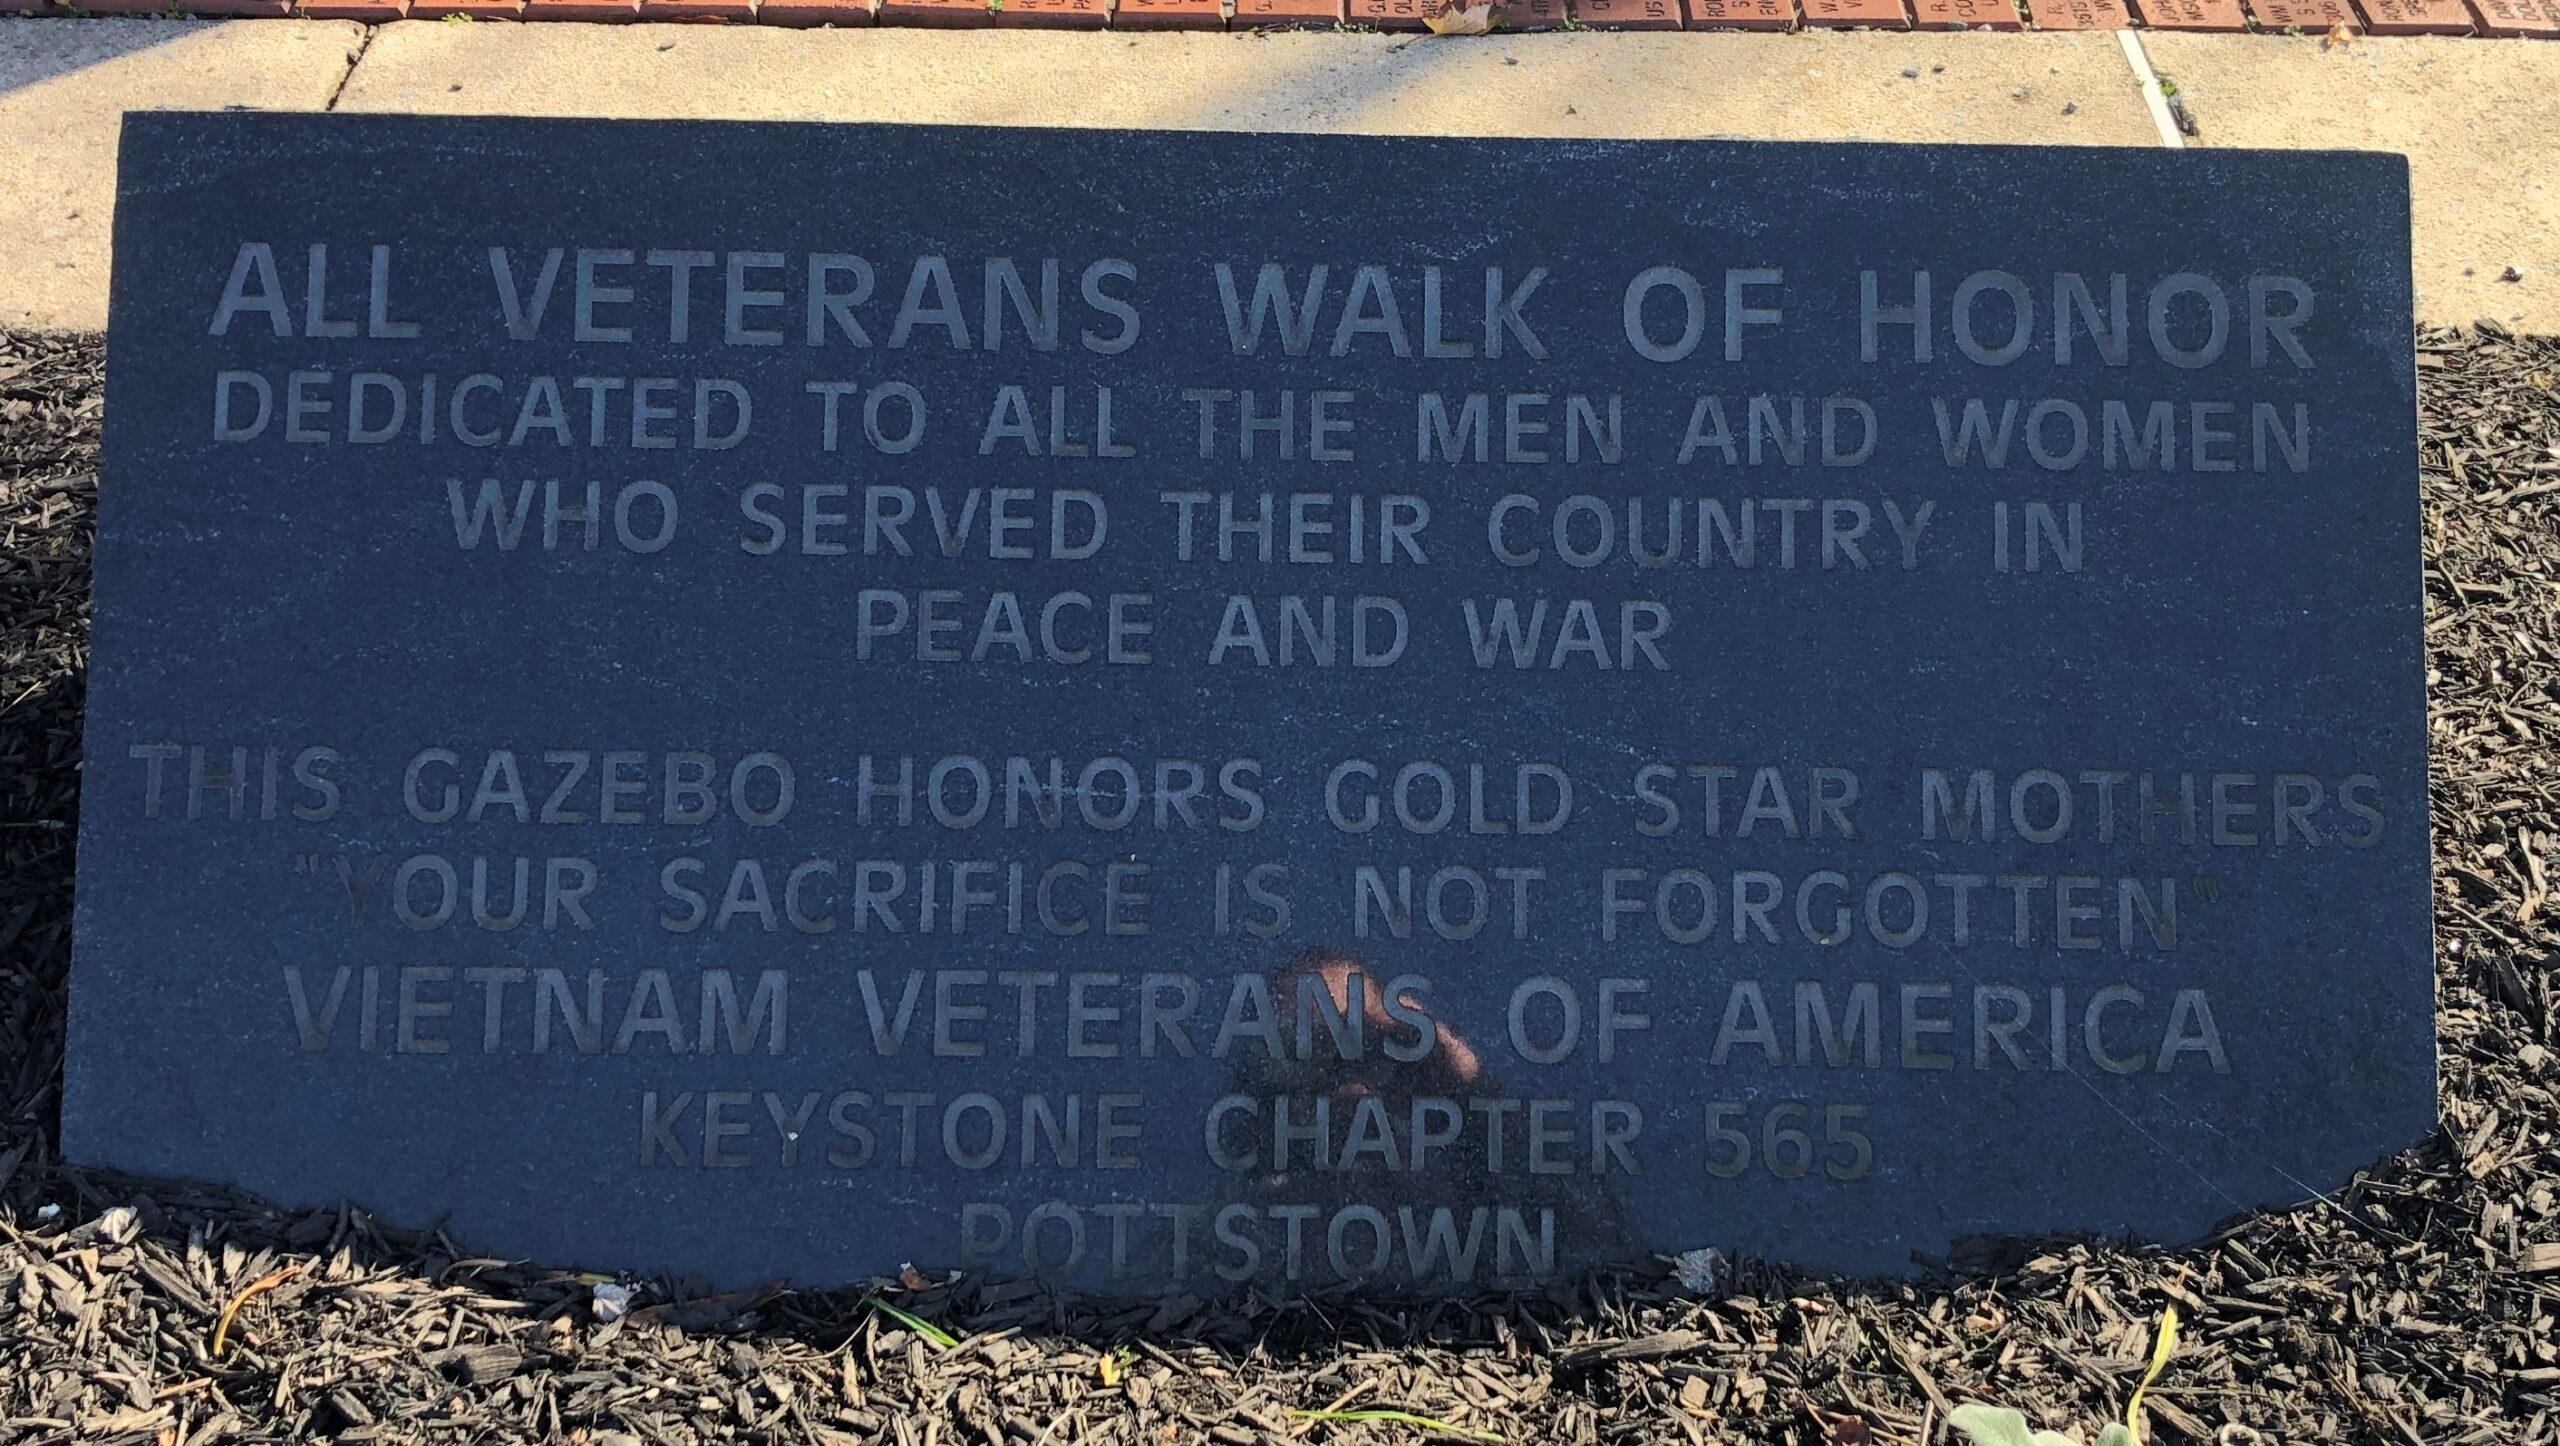 ALL VETERANS WALK OF HONOR
DEDICATED TO ALL THE MEN AND WOMEN
WHO SERVED THEIR COUNTRY IN
PEACE AND WAR
THIS GAZEBO HONORS GOLD STAR MOTHERS
"YOUR SACRIFICE IS NOT FORGOTTEN"
VIETNAM VETERANS OF AMERICA
KEYSTONE CHAPTER 565
POTTSTOWN